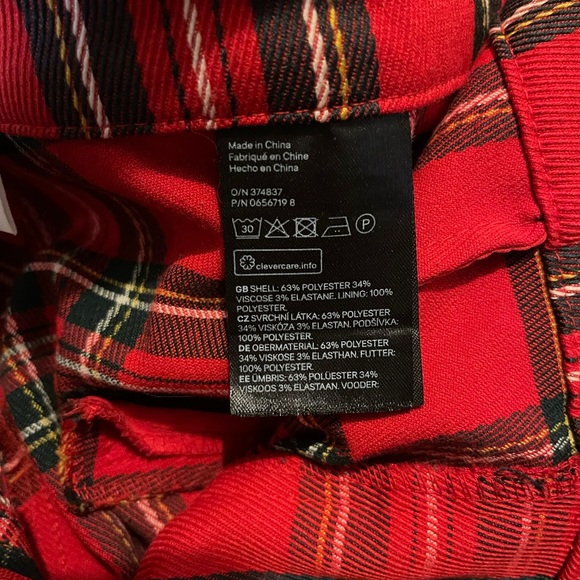 Made in China
Fabriqué en Chine
Hecho en China
O/N 374837
P/N 0656719 8
30 P
clevercare.info
GB SHELL: 63% POLYESTER 34%
VISCOSE 3% ELASTANE. LINING: 100%
POLYESTER.
CZ SVRCHNÍ LÁTKA: 63% POLYESTER
34% VISKÓZA 3% ELASTAN. PODŠÍVKA:
100% POLYESTER.
DE OBERMATERIAL: 63% POLYESTER
34% VISKOSE 3% ELASTHAN. FUTTER:
100% POLYESTER.
EE ÜMBRIS: 63% POLÜESTER 34%
VISKOOS 3% ELASTAAN. VOODER: